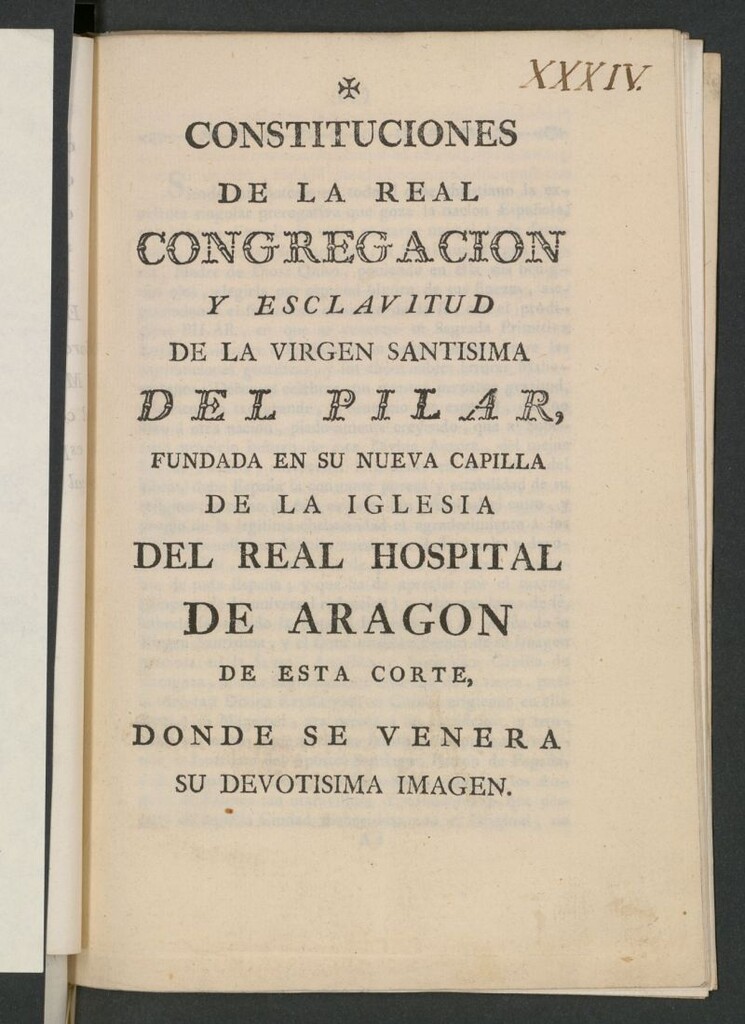 XXXIV.
✠
CONSTITUCIONES
DE LA REAL
CONGREGACION
Y ESCLAVITUD
DE LA VIRGEN SANTISIMA
DEL PILAR,
FUNDADA EN SU NUEVA CAPILLA
DE LA IGLESIA
DEL REAL HOSPITAL
DE ARAGON
DE ESTA CORTE,
DONDE SE VENERA
SU DEVOTISIMA IMAGEN.